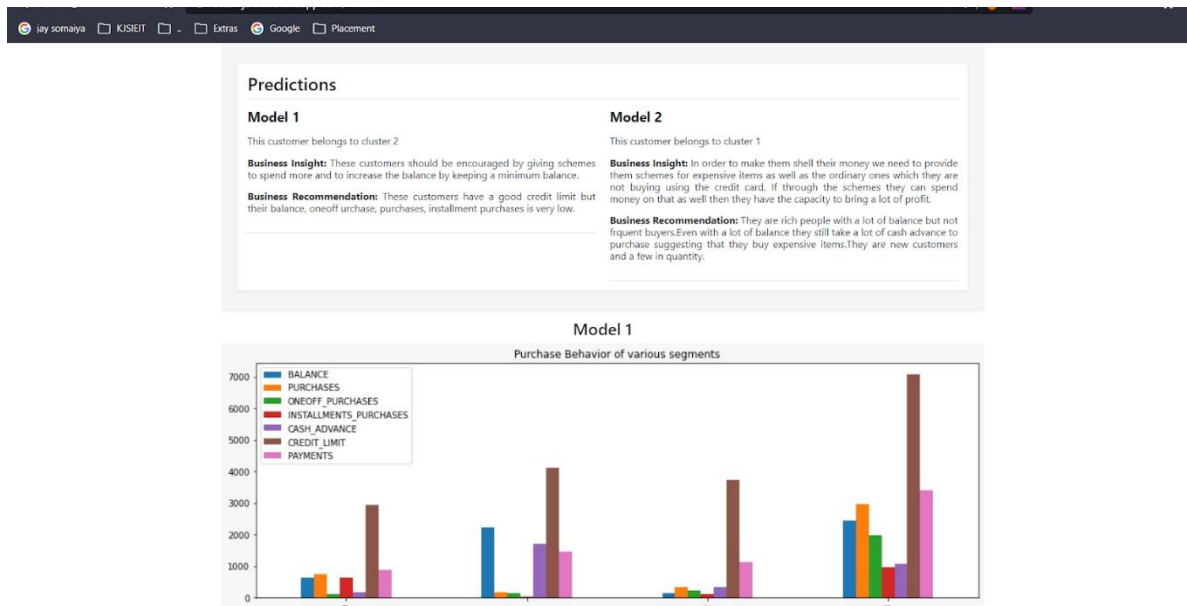 jay somaiya KJSIEIT .. Extras Google Placement
Predictions
Model 1
This customer belongs to cluster 2
Business Insight: These customers should be encouraged by giving schemes
to spend more and to increase the balance by keeping a minimum balance.
Business Recommendation: These customers have a good credit limit but
their balance, oneoff urchase, purchases, installment purchases is very low.
Model 2
This customer belongs to cluster 1
Business Insight: In order to make them shell their money we need to provide
them schemes for expensive items as well as the ordinary ones which they are
not buying using the credit card. If through the schemes they can spend
money on that as well then they have the capacity to bring a lot of profit.
Business Recommendation: They are rich people with a lot of balance but not
frquent buyers.Even with a lot of balance they still take a lot of cash advance to
purchase suggesting that they buy expensive items.They are new customers
and a few in quantity.
Model 1
Purchase Behavior of various segments
BALANCE
PURCHASES
ONEOFF_PURCHASES
INSTALLMENTS_PURCHASES
CASH_ADVANCE
CREDIT_LIMIT
PAYMENTS
7000
6000
5000
4000
3000
2000
1000
0